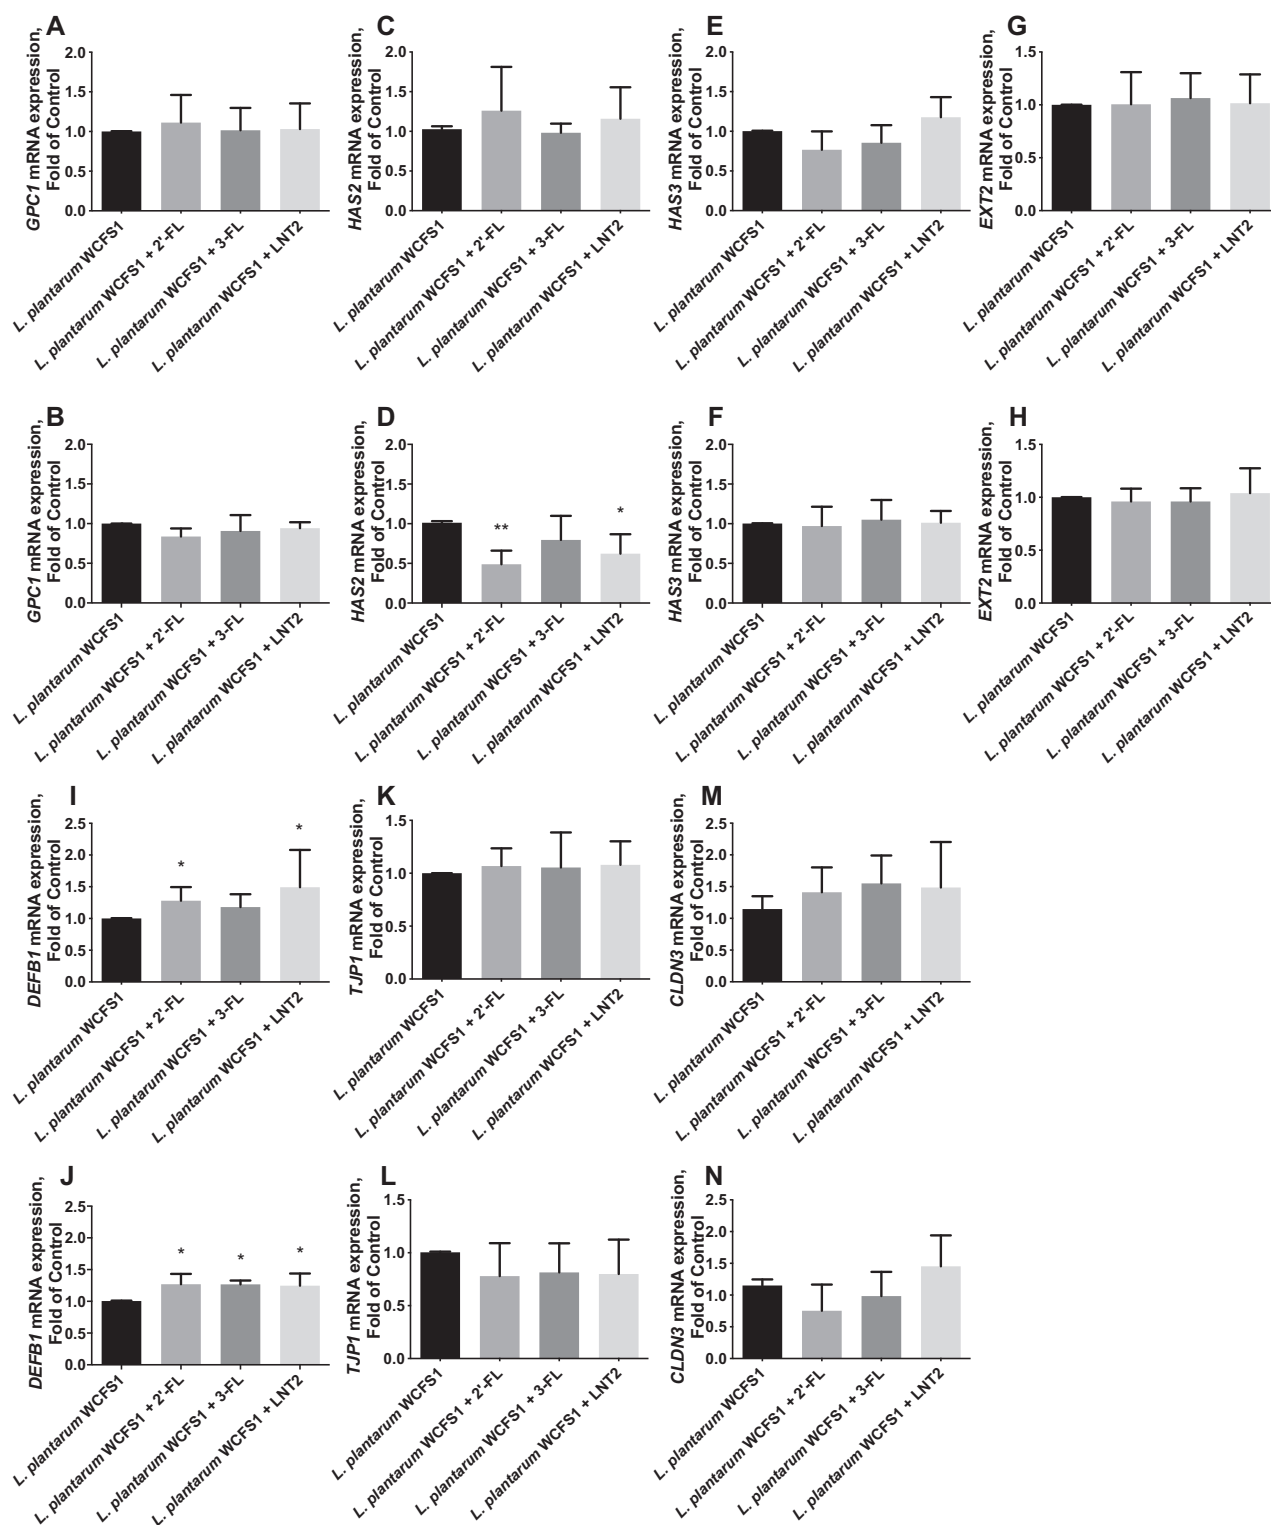 A
GPC1 mRNA expression,
Fold of Control
2.0
1.5
1.0
0.5
0.0
L. plantarum WCFS1
L. plantarum WCFS1 + 2'-FL
L. plantarum WCFS1 + 3-FL
L. plantarum WCFS1 + LNT2
C
HAS2 mRNA expression,
Fold of Control
2.0
1.5
1.0
0.5
0.0
L. plantarum WCFS1
L. plantarum WCFS1 + 2'-FL
L. plantarum WCFS1 + 3-FL
L. plantarum WCFS1 + LNT2
E
HAS3 mRNA expression,
Fold of Control
2.0
1.5
1.0
0.5
0.0
L. plantarum WCFS1
L. plantarum WCFS1 + 2'-FL
L. plantarum WCFS1 + 3-FL
L. plantarum WCFS1 + LNT2
G
EXT2 mRNA expression,
Fold of Control
1.5
1.0
0.5
0.0
L. plantarum WCFS1
L. plantarum WCFS1 + 2'-FL
L. plantarum WCFS1 + 3-FL
L. plantarum WCFS1 + LNT2
B
GPC1 mRNA expression,
Fold of Control
2.0
1.5
1.0
0.5
0.0
L. plantarum WCFS1
L. plantarum WCFS1 + 2'-FL
L. plantarum WCFS1 + 3-FL
L. plantarum WCFS1 + LNT2
D
HAS2 mRNA expression,
Fold of Control
2.0
1.5
1.0
0.5
0.0
**
*
L. plantarum WCFS1
L. plantarum WCFS1 + 2'-FL
L. plantarum WCFS1 + 3-FL
L. plantarum WCFS1 + LNT2
F
HAS3 mRNA expression,
Fold of Control
2.0
1.5
1.0
0.5
0.0
L. plantarum WCFS1
L. plantarum WCFS1 + 2'-FL
L. plantarum WCFS1 + 3-FL
L. plantarum WCFS1 + LNT2
H
EXT2 mRNA expression,
Fold of Control
1.5
1.0
0.5
0.0
L. plantarum WCFS1
L. plantarum WCFS1 + 2'-FL
L. plantarum WCFS1 + 3-FL
L. plantarum WCFS1 + LNT2
I
DEFB1 mRNA expression,
Fold of Control
2.5
2.0
1.5
1.0
0.5
0.0
*
*
L. plantarum WCFS1
L. plantarum WCFS1 + 2'-FL
L. plantarum WCFS1 + 3-FL
L. plantarum WCFS1 + LNT2
K
TJP1 mRNA expression,
Fold of Control
1.5
1.0
0.5
0.0
L. plantarum WCFS1
L. plantarum WCFS1 + 2'-FL
L. plantarum WCFS1 + 3-FL
L. plantarum WCFS1 + LNT2
M
CLDN3 mRNA expression,
Fold of Control
2.5
2.0
1.5
1.0
0.5
0.0
L. plantarum WCFS1
L. plantarum WCFS1 + 2'-FL
L. plantarum WCFS1 + 3-FL
L. plantarum WCFS1 + LNT2
J
DEFB1 mRNA expression,
Fold of Control
2.5
2.0
1.5
1.0
0.5
0.0
*
*
*
L. plantarum WCFS1
L. plantarum WCFS1 + 2'-FL
L. plantarum WCFS1 + 3-FL
L. plantarum WCFS1 + LNT2
L
TJP1 mRNA expression,
Fold of Control
1.5
1.0
0.5
0.0
L. plantarum WCFS1
L. plantarum WCFS1 + 2'-FL
L. plantarum WCFS1 + 3-FL
L. plantarum WCFS1 + LNT2
N
CLDN3 mRNA expression,
Fold of Control
2.5
2.0
1.5
1.0
0.5
0.0
L. plantarum WCFS1
L. plantarum WCFS1 + 2'-FL
L. plantarum WCFS1 + 3-FL
L. plantarum WCFS1 + LNT2